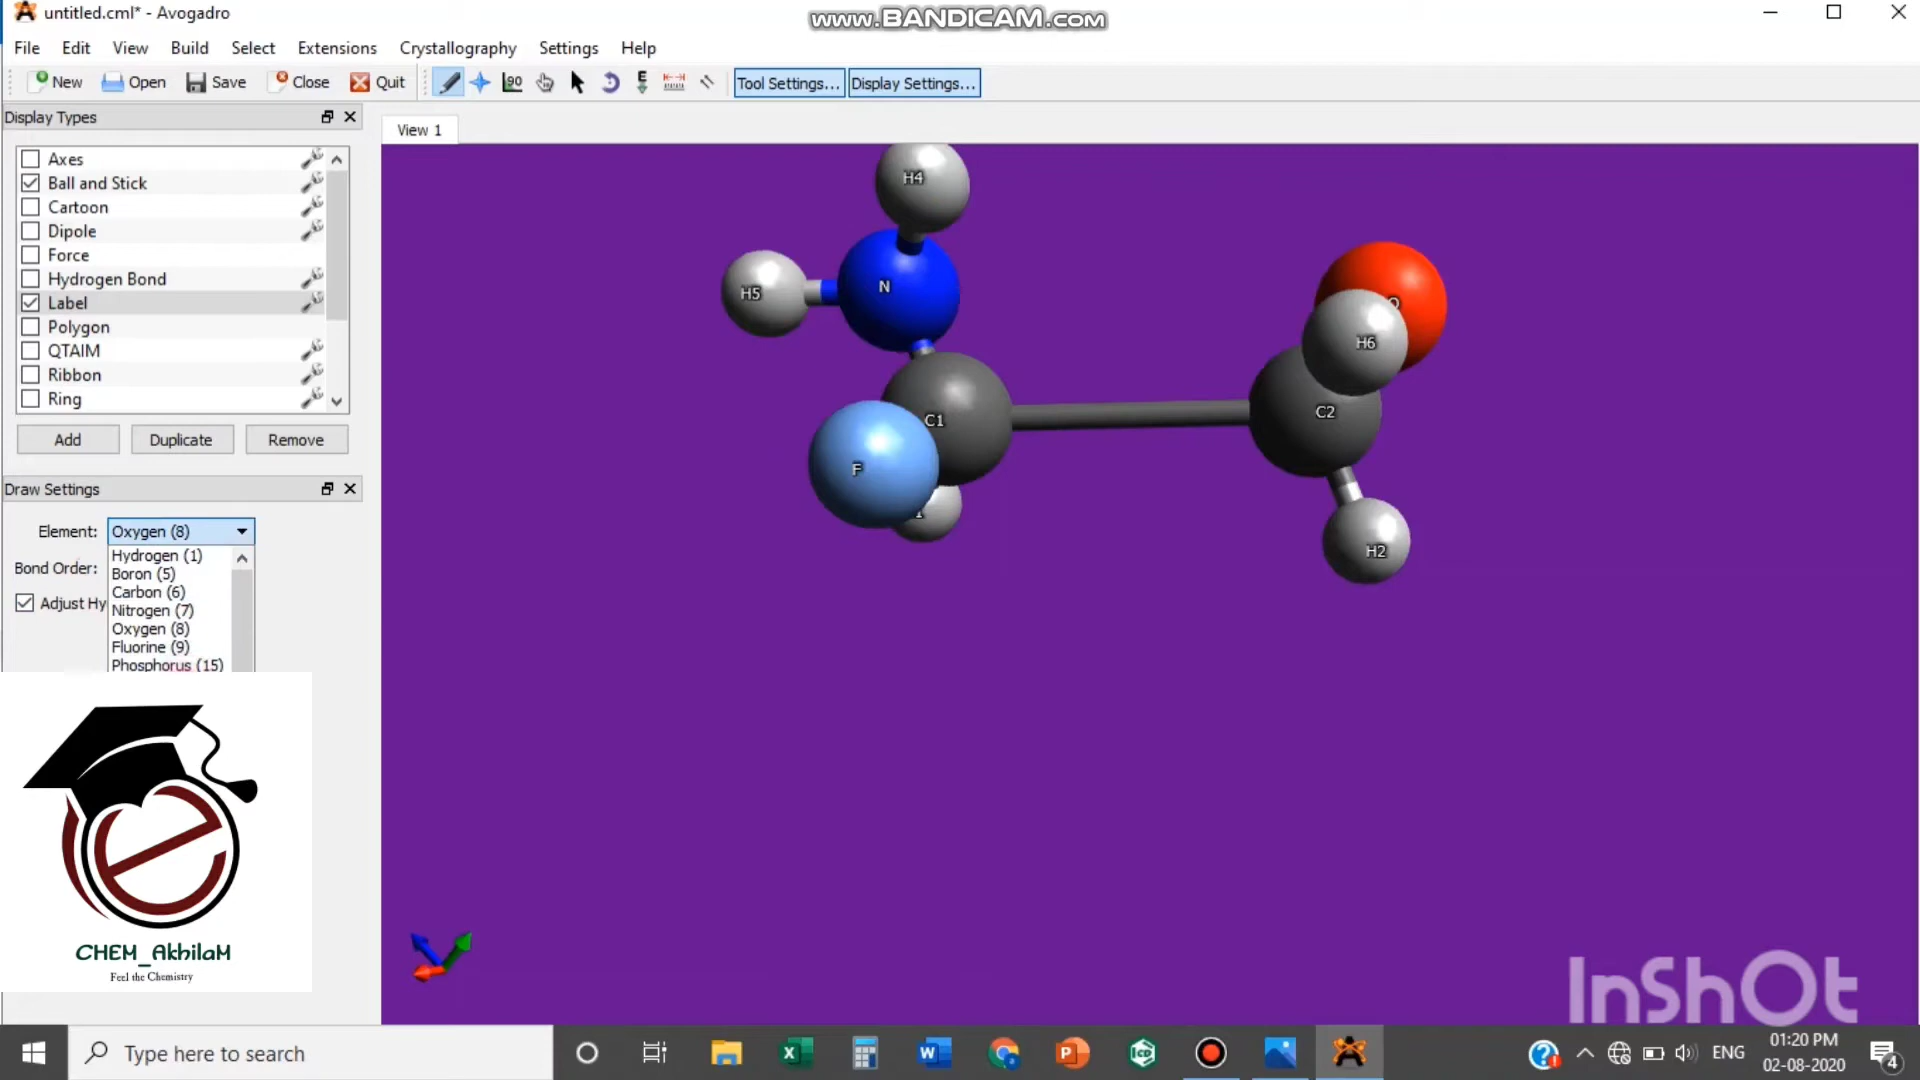 untitled.cml* - Avogadro
www.BANDICAM.com
File Edit View Build Select Extensions Crystallography Settings Help
New Open Save Close Quit Tool Settings... Display Settings...
Display Types
View 1
Axes
Ball and Stick
Cartoon
Dipole
Force
Hydrogen Bond
Label
Polygon
QTAIM
Ribbon
Ring
Add Duplicate Remove
Draw Settings
Element: Oxygen (8)
Hydrogen (1)
Boron (5)
Bond Order:
Carbon (6)
Adjust Hy
Nitrogen (7)
Oxygen (8)
Fluorine (9)
Phosphorus (15)
H4
H5
N
O
H6
C1
C2
F
H2
CHEM_AkhilaM
Feel the Chemistry
InShOt
Type here to search
ENG
01:20 PM
02-08-2020
4